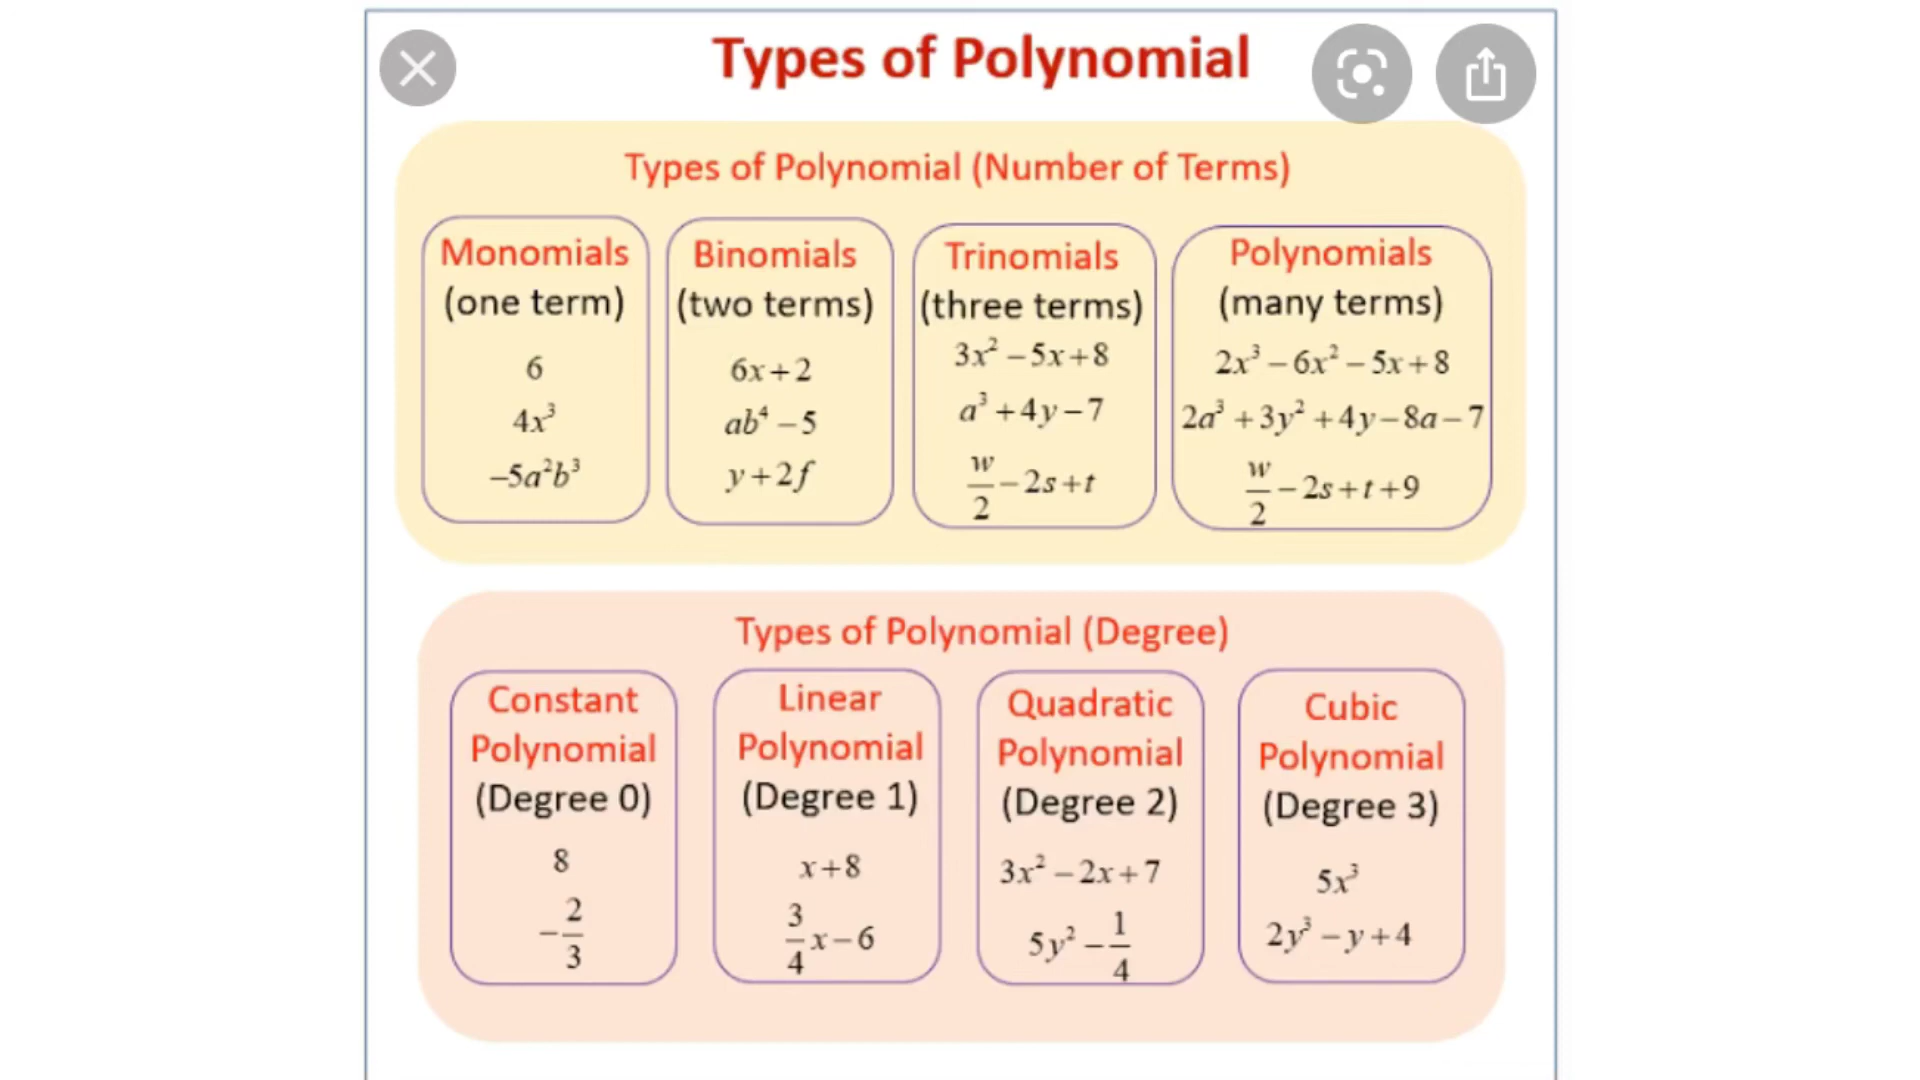 Types of Polynomial
Types of Polynomial (Number of Terms)
Monomials
(one term)
6
4x³
–5a²b³
Binomials
(two terms)
6x+2
ab⁴ – 5
y+2f
Trinomials
(three terms)
3x² – 5x+8
a³ +4y–7
w/2 – 2s+t
Polynomials
(many terms)
2x³ – 6x² – 5x+8
2a³ +3y² +4y–8a–7
w/2 – 2s+t+9
Types of Polynomial (Degree)
Constant
Polynomial
(Degree 0)
8
–2/3
Linear
Polynomial
(Degree 1)
x+8
3/4 x–6
Quadratic
Polynomial
(Degree 2)
3x² – 2x+7
5y² – 1/4
Cubic
Polynomial
(Degree 3)
5x³
2y³ – y+4